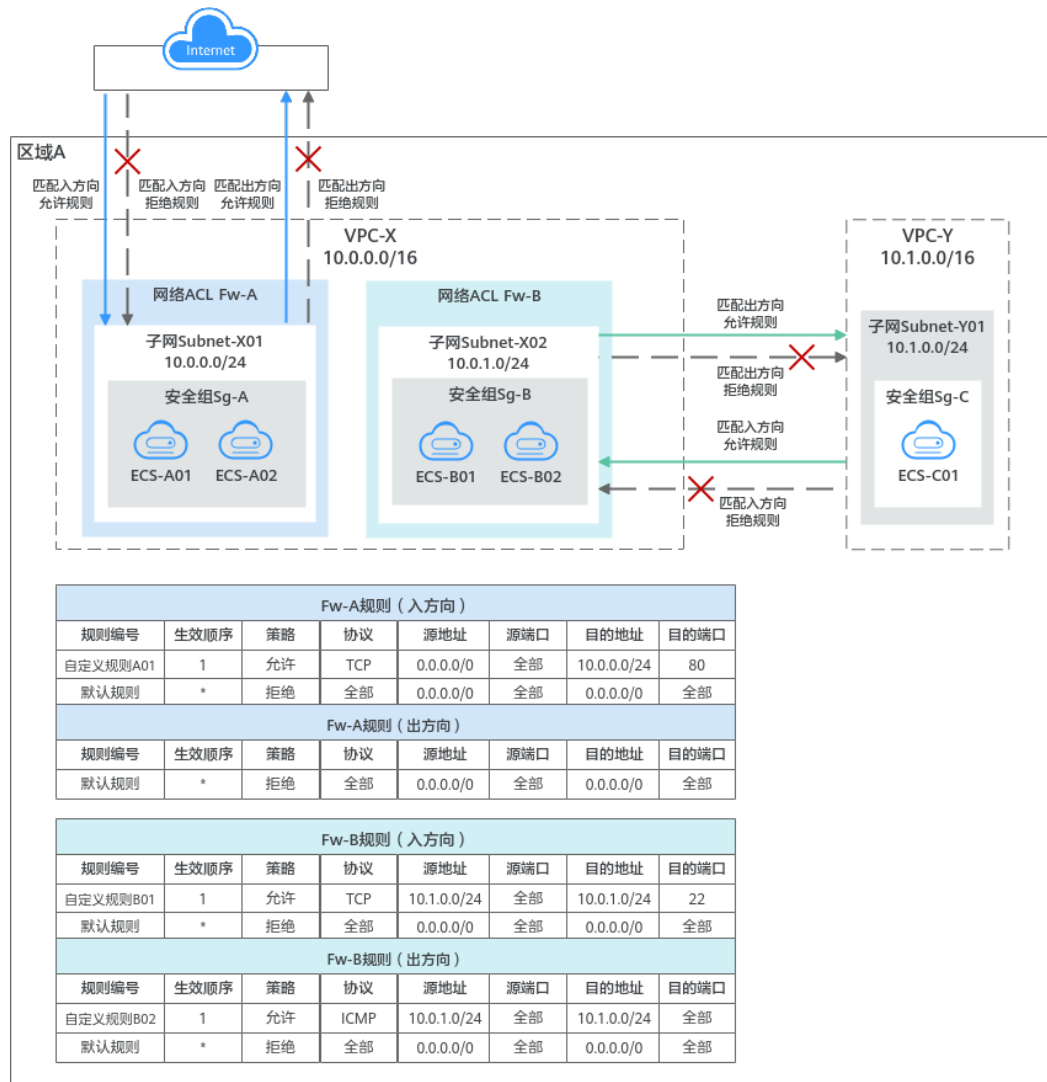 Internet
区域A
匹配入方向
允许规则
匹配入方向
拒绝规则
匹配出方向
允许规则
匹配出方向
拒绝规则
VPC-X
10.0.0.0/16
VPC-Y
10.1.0.0/16
网络ACL Fw-A
子网Subnet-X01
10.0.0.0/24
安全组Sg-A
ECS-A01
ECS-A02
网络ACL Fw-B
子网Subnet-X02
10.0.1.0/24
安全组Sg-B
ECS-B01
ECS-B02
匹配出方向
允许规则
匹配出方向
拒绝规则
匹配入方向
允许规则
匹配入方向
拒绝规则
子网Subnet-Y01
10.1.0.0/24
安全组Sg-C
ECS-C01
Fw-A规则（入方向）
规则编号 生效顺序 策略 协议 源地址 源端口 目的地址 目的端口
自定义规则A01 1 允许 TCP 0.0.0.0/0 全部 10.0.0.0/24 80
默认规则 * 拒绝 全部 0.0.0.0/0 全部 0.0.0.0/0 全部
Fw-A规则（出方向）
规则编号 生效顺序 策略 协议 源地址 源端口 目的地址 目的端口
默认规则 * 拒绝 全部 0.0.0.0/0 全部 0.0.0.0/0 全部
Fw-B规则（入方向）
规则编号 生效顺序 策略 协议 源地址 源端口 目的地址 目的端口
自定义规则B01 1 允许 TCP 10.1.0.0/24 全部 10.0.1.0/24 22
默认规则 * 拒绝 全部 0.0.0.0/0 全部 0.0.0.0/0 全部
Fw-B规则（出方向）
规则编号 生效顺序 策略 协议 源地址 源端口 目的地址 目的端口
自定义规则B02 1 允许 ICMP 10.0.1.0/24 全部 10.1.0.0/24 全部
默认规则 * 拒绝 全部 0.0.0.0/0 全部 0.0.0.0/0 全部